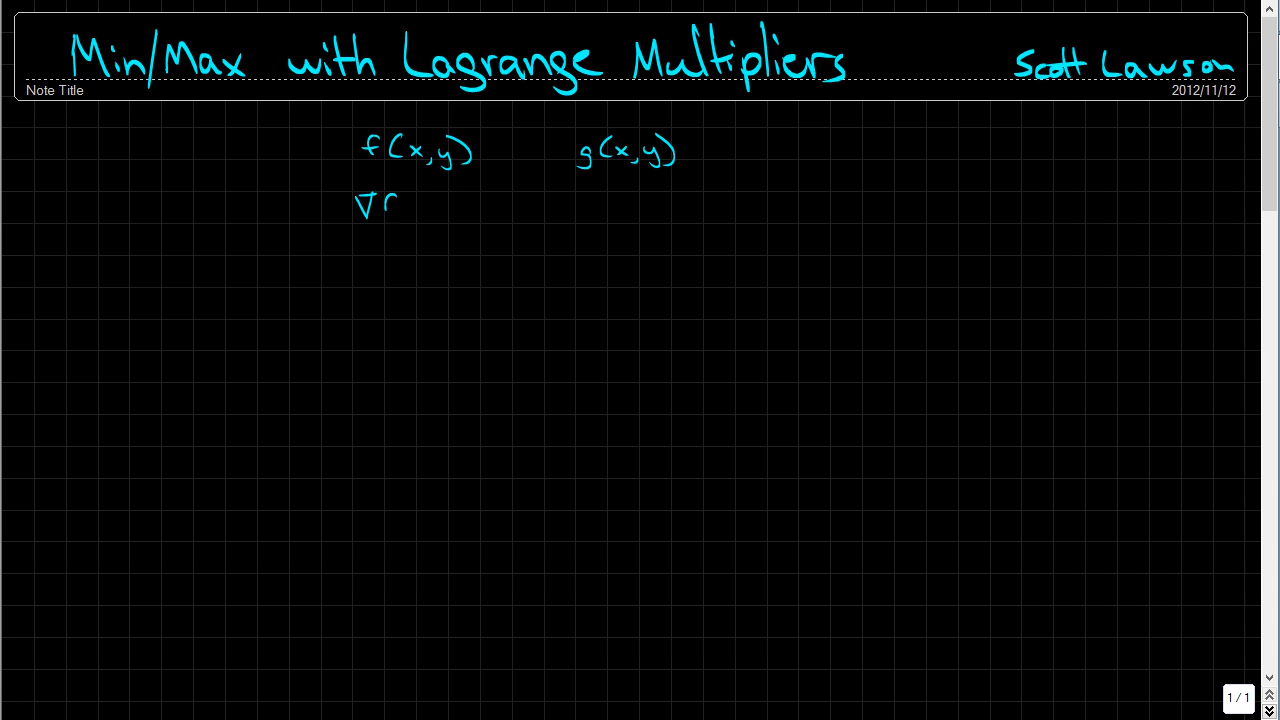 Min/Max with Lagrange Multipliers Scott Lawson
Note Title 2012/11/12
f(x,y) g(x,y)
∇
1 / 1